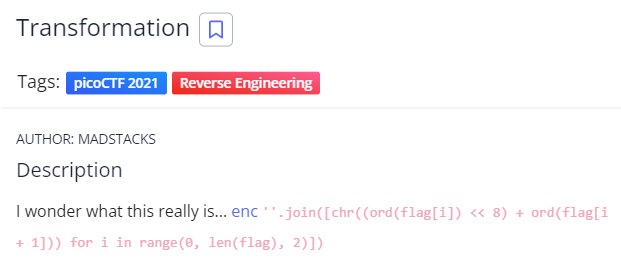 Transformation
Tags: picoCTF 2021 Reverse Engineering
AUTHOR: MADSTACKS
Description
I wonder what this really is... enc ''.join([chr((ord(flag[i]) << 8) + ord(flag[i
+ 1])) for i in range(0, len(flag), 2)])